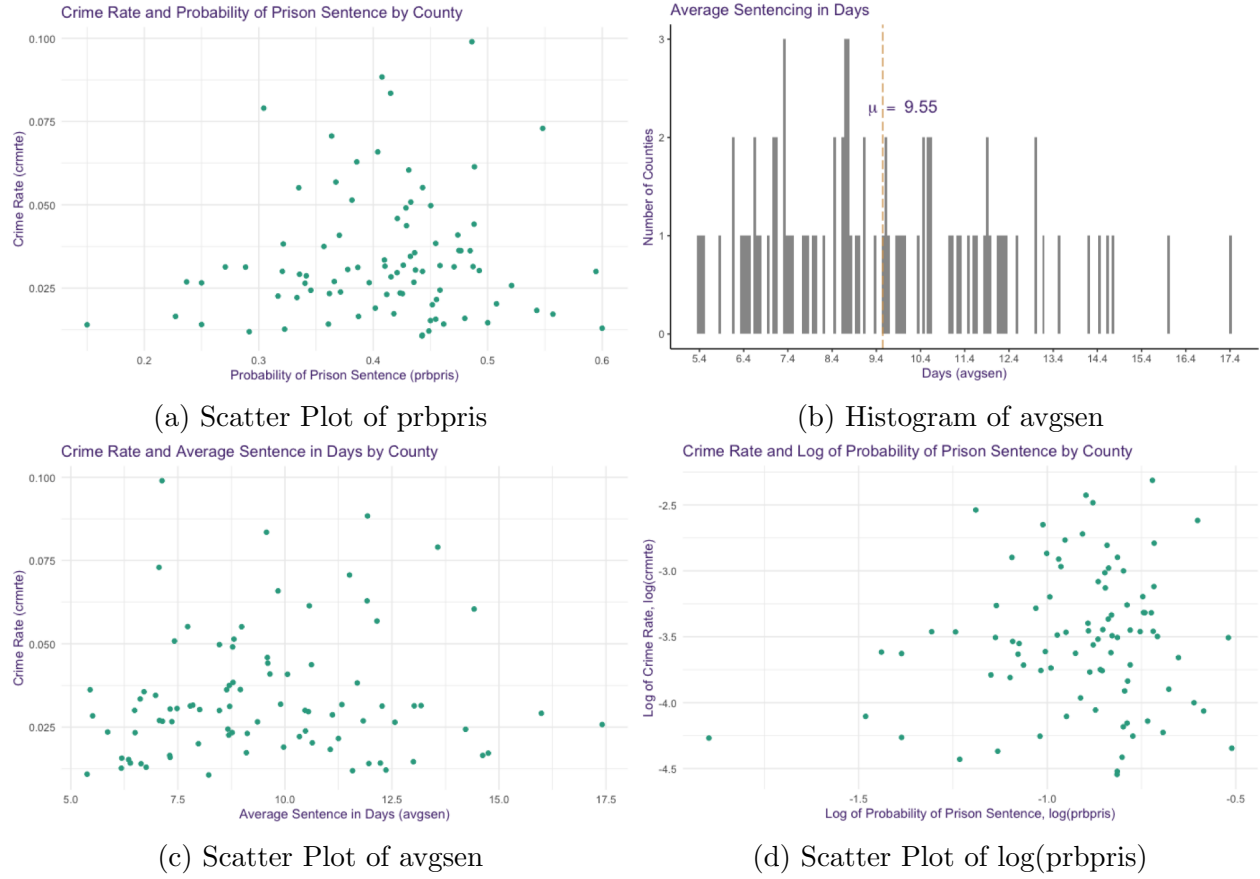 Crime Rate and Probability of Prison Sentence by County
0.100
0.075
0.050
0.025
Crime Rate (crmrte)
0.2 0.3 0.4 0.5 0.6
Probability of Prison Sentence (prbpris)
(a) Scatter Plot of prbpris
Average Sentencing in Days
3
2
1
0
Number of Counties
μ = 9.55
5.4 6.4 7.4 8.4 9.4 10.4 11.4 12.4 13.4 14.4 15.4 16.4 17.4
Days (avgsen)
(b) Histogram of avgsen
Crime Rate and Average Sentence in Days by County
0.100
0.075
0.050
0.025
Crime Rate (crmrte)
5.0 7.5 10.0 12.5 15.0 17.5
Average Sentence in Days (avgsen)
(c) Scatter Plot of avgsen
Crime Rate and Log of Probability of Prison Sentence by County
-2.5
-3.0
-3.5
-4.0
-4.5
Log of Crime Rate, log(crmrte)
-1.5 -1.0 -0.5
Log of Probability of Prison Sentence, log(prbpris)
(d) Scatter Plot of log(prbpris)